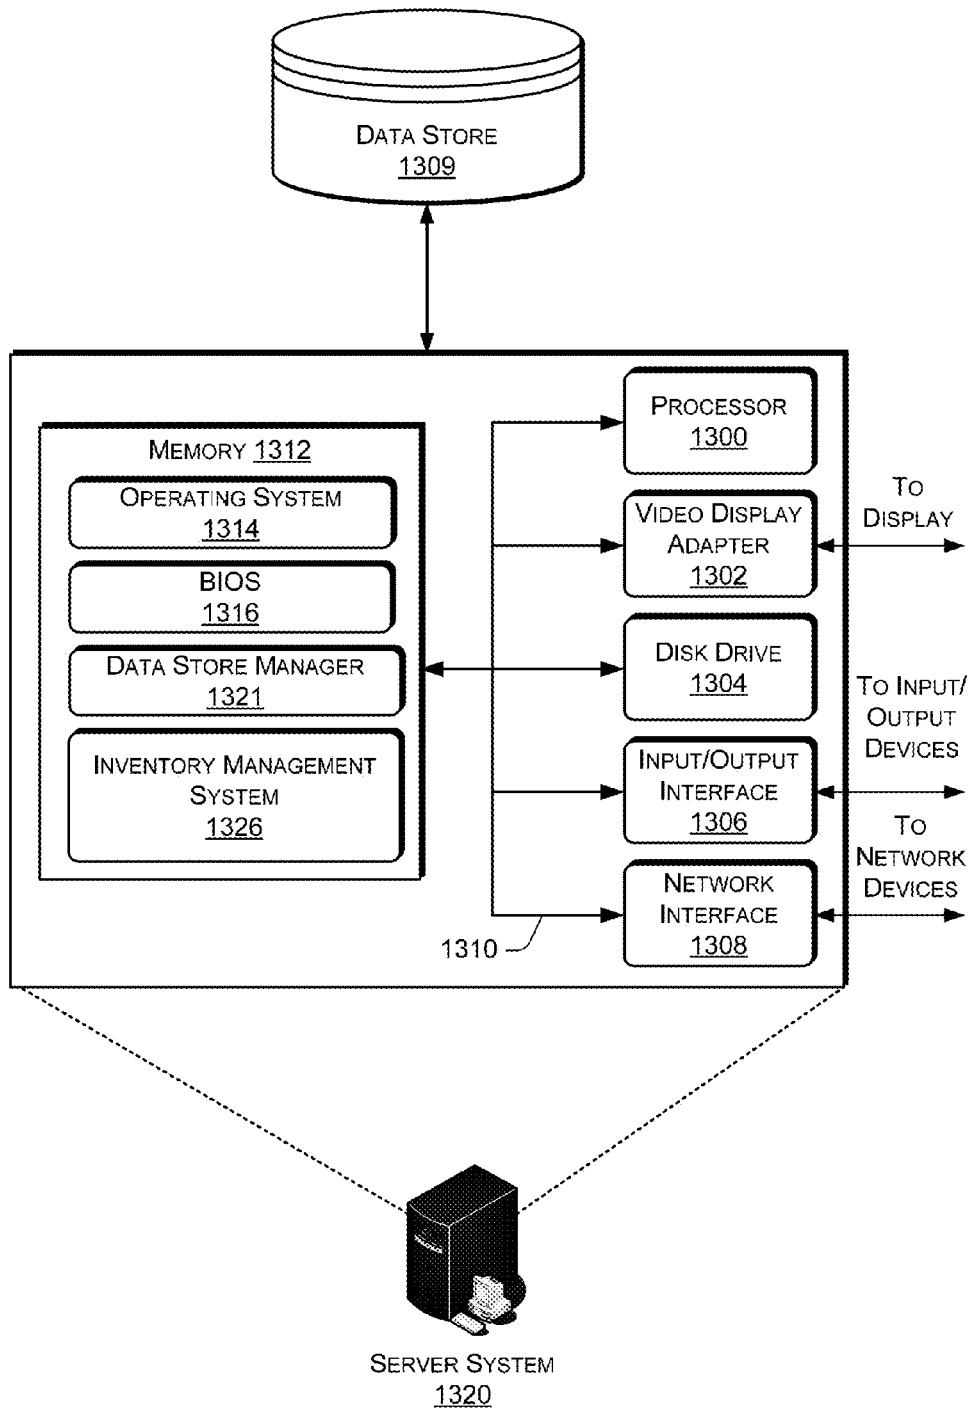 DATA STORE
1309
MEMORY 1312
OPERATING SYSTEM
1314
BIOS
1316
DATA STORE MANAGER
1321
INVENTORY MANAGEMENT
SYSTEM
1326
PROCESSOR
1300
VIDEO DISPLAY
ADAPTER
1302
DISK DRIVE
1304
INPUT/OUTPUT
INTERFACE
1306
NETWORK
INTERFACE
1308
1310
TO
DISPLAY
TO INPUT/
OUTPUT
DEVICES
TO
NETWORK
DEVICES
SERVER SYSTEM
1320